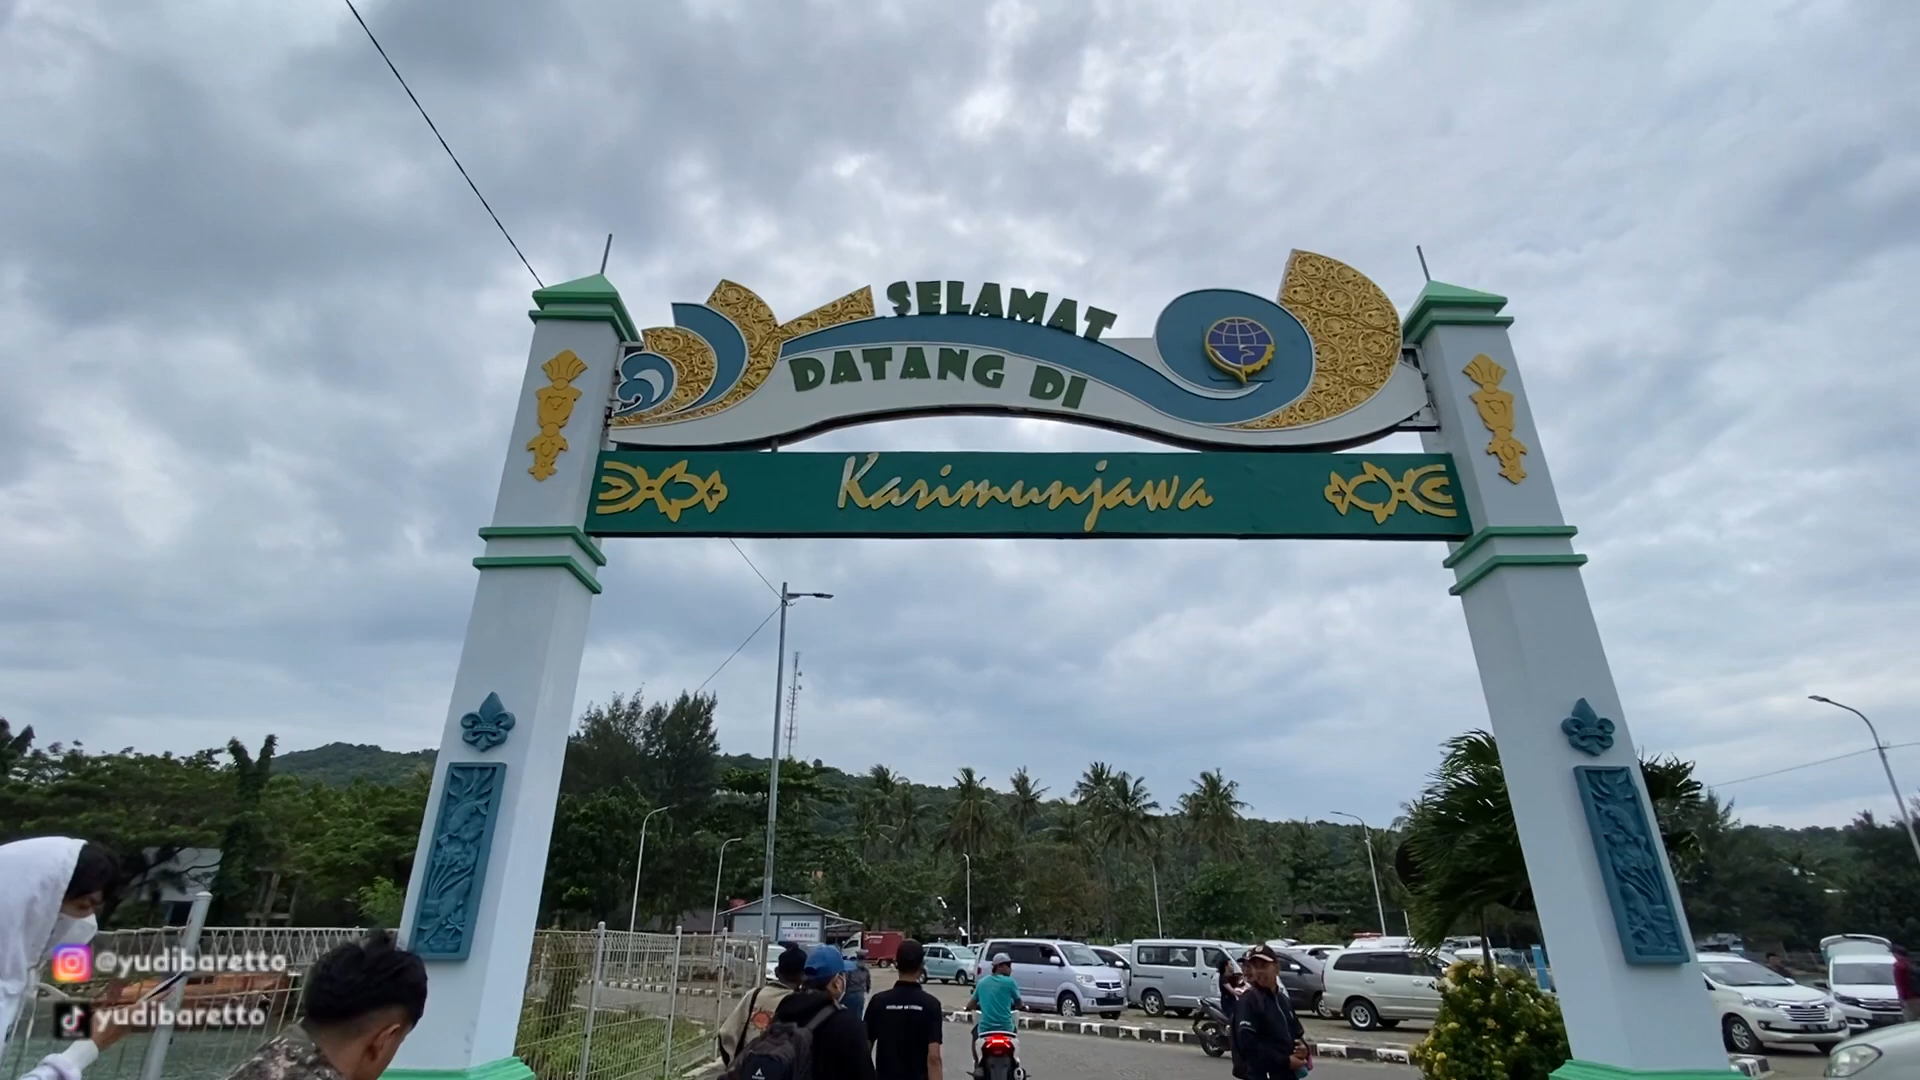 SELAMAT
DATANG DI
Karimunjawa
@yudibaretto
yudibaretto